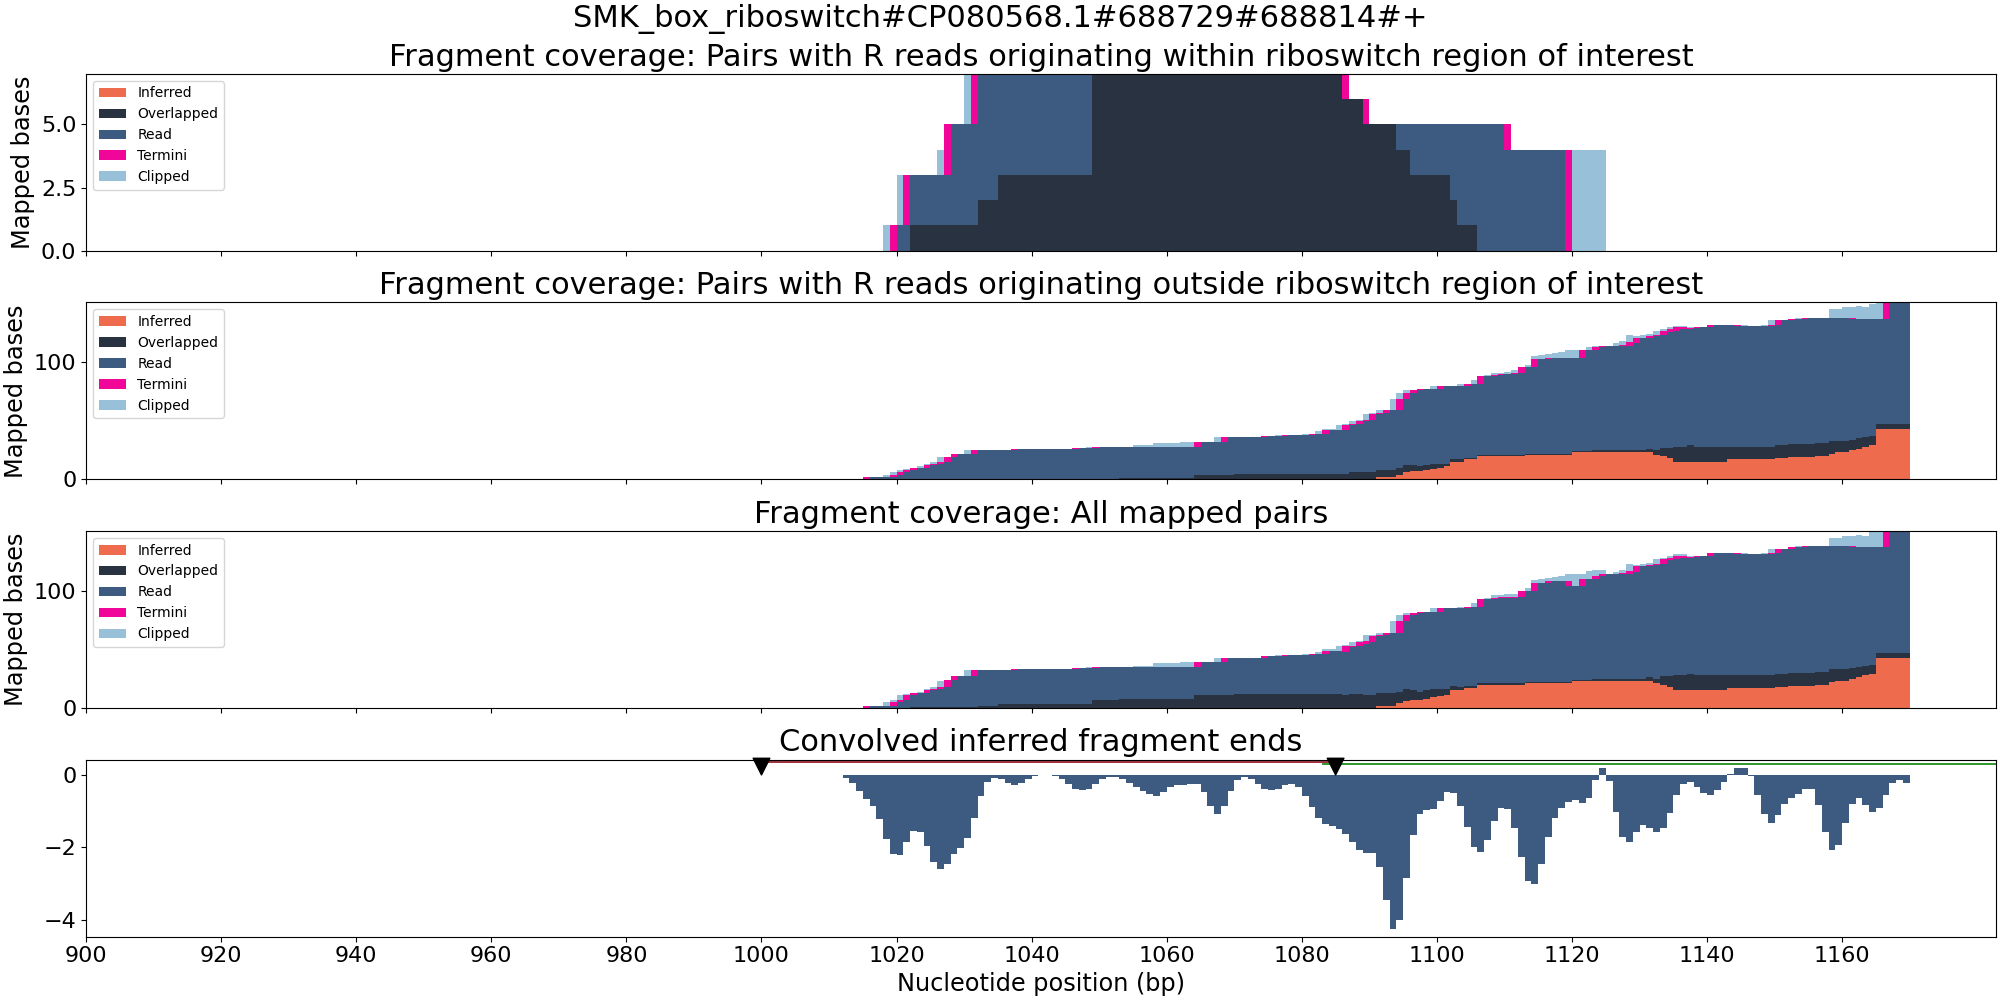 SMK_box_riboswitch#CP080568.1#688729#688814#+
Fragment coverage: Pairs with R reads originating within riboswitch region of interest
Mapped bases
5.0
2.5
0.0
Inferred
Overlapped
Read
Termini
Clipped
Fragment coverage: Pairs with R reads originating outside riboswitch region of interest
Mapped bases
100
0
Inferred
Overlapped
Read
Termini
Clipped
Fragment coverage: All mapped pairs
Mapped bases
100
0
Inferred
Overlapped
Read
Termini
Clipped
Convolved inferred fragment ends
0
−2
−4
900 920 940 960 980 1000 1020 1040 1060 1080 1100 1120 1140 1160
Nucleotide position (bp)